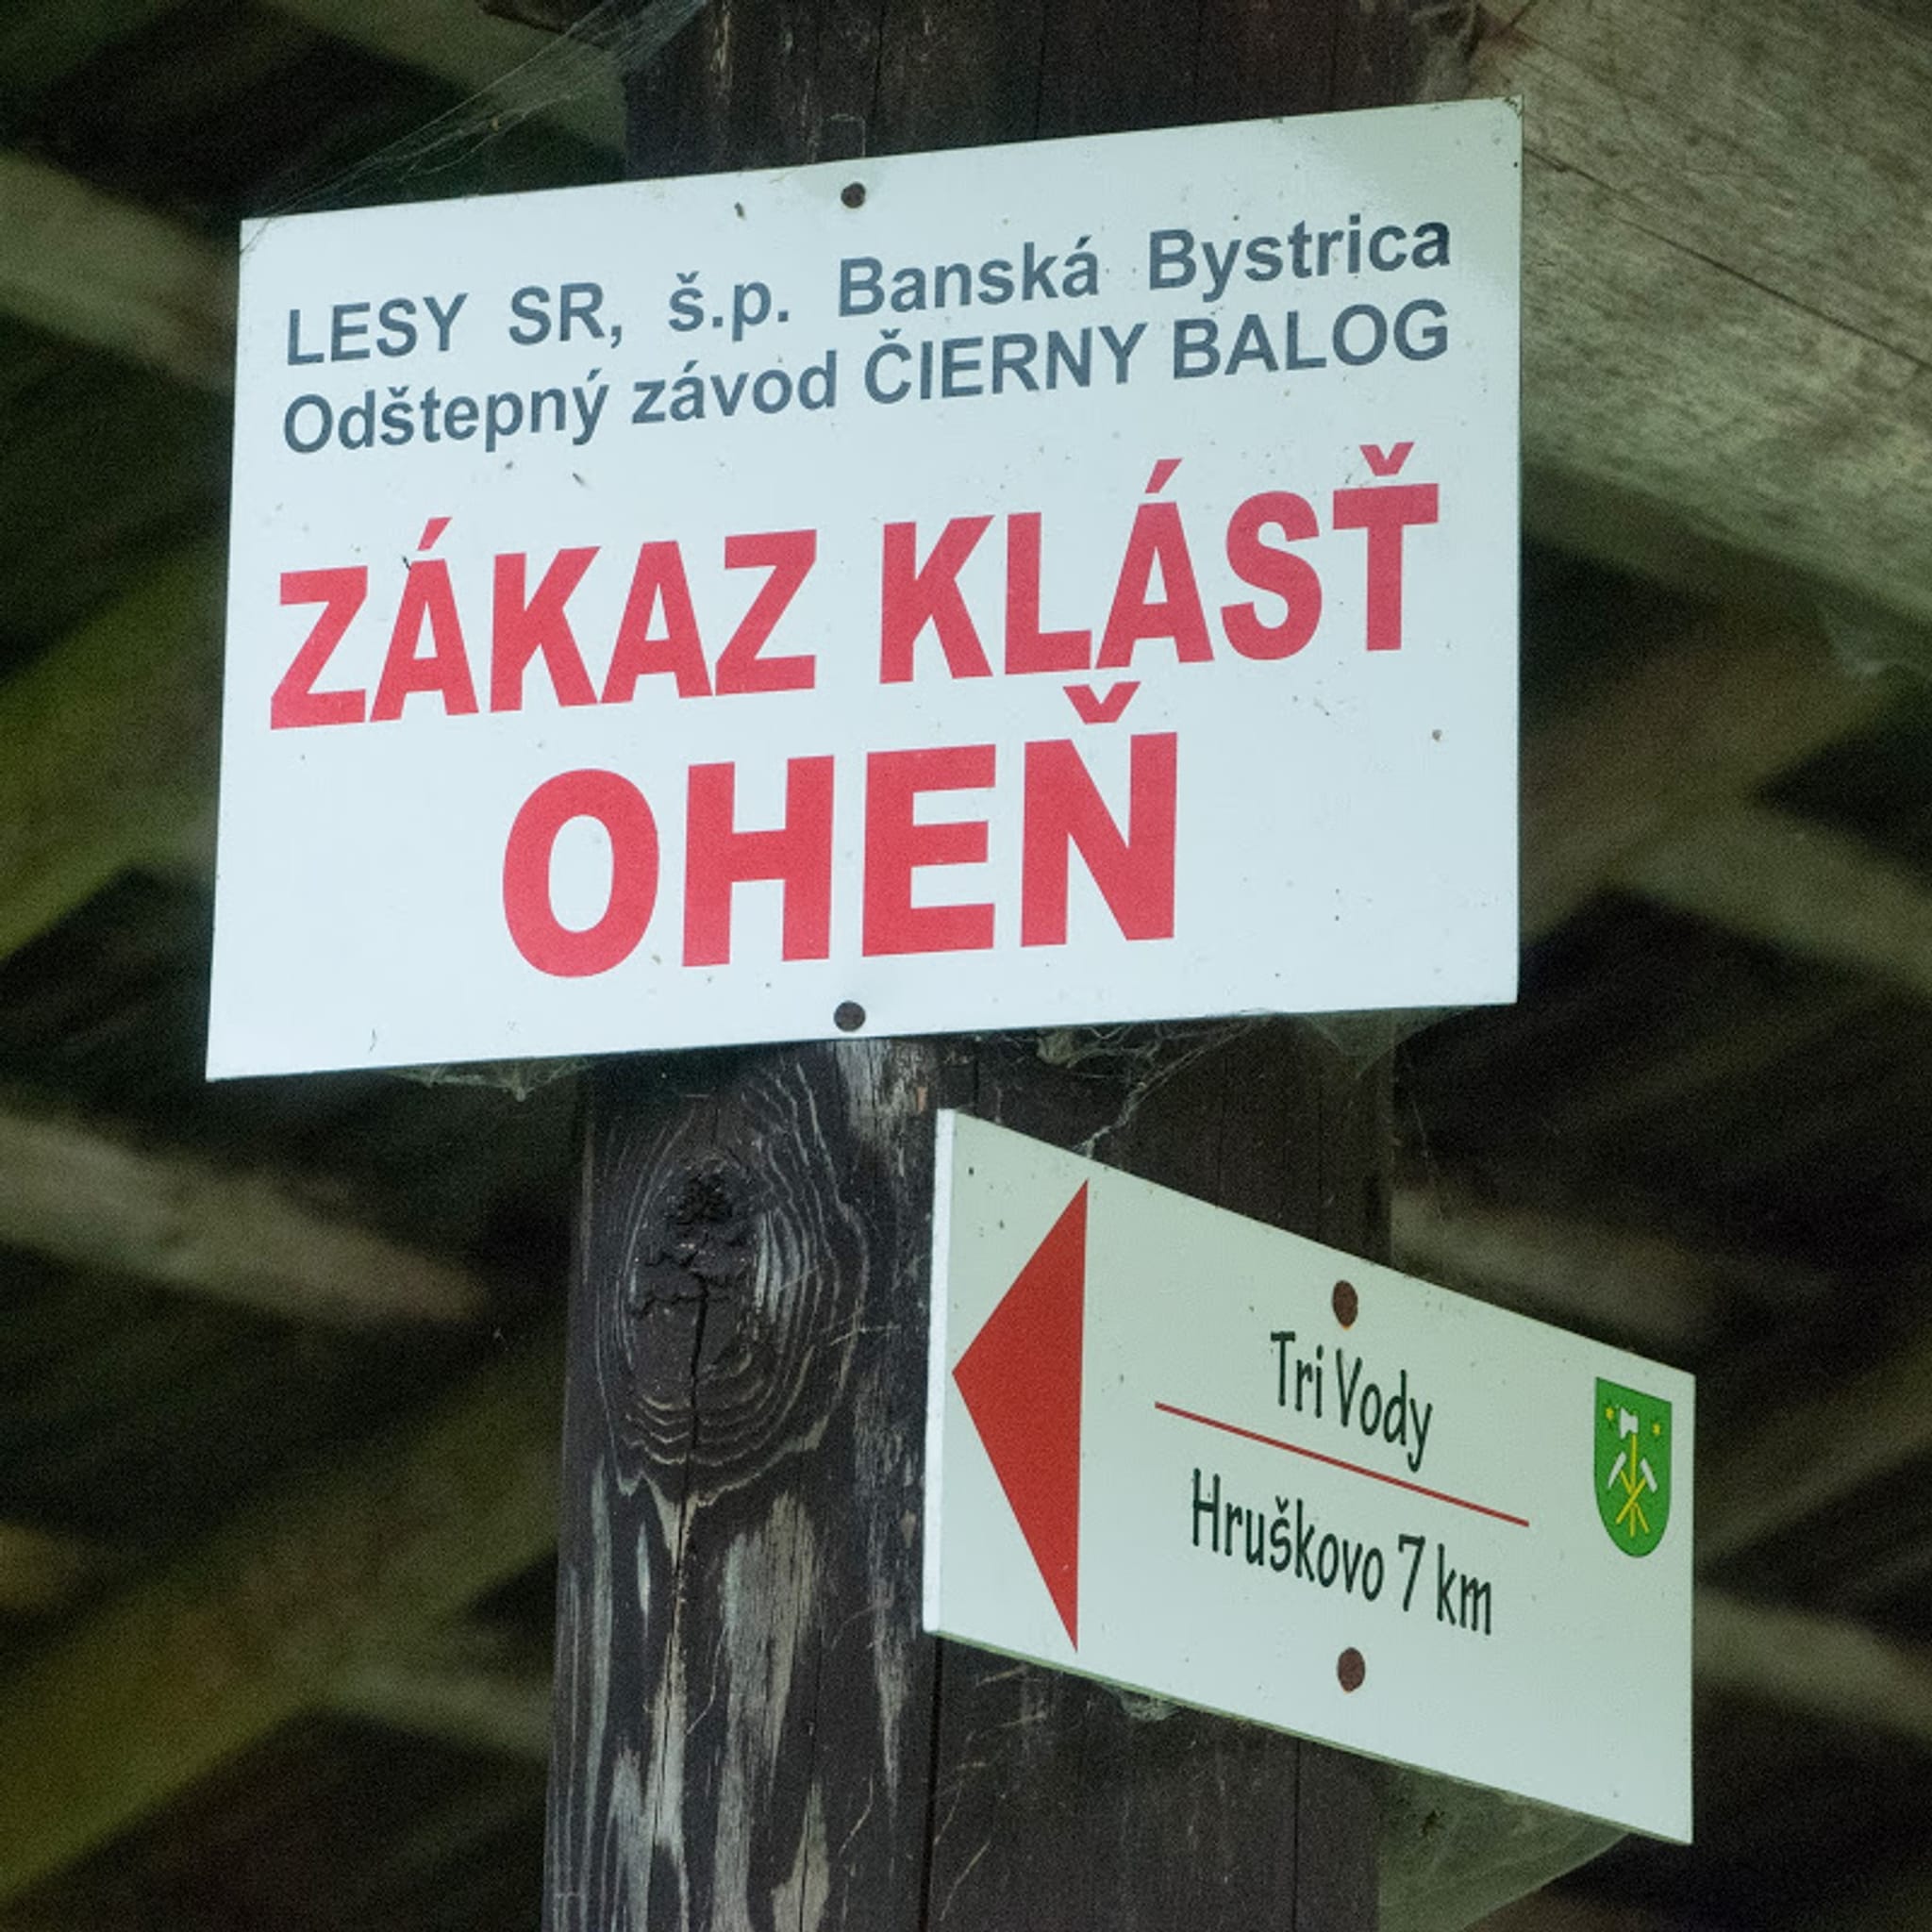 LESY SR, š.p. Banská Bystrica
Odštepný závod ČIERNY BALOG
ZÁKAZ KLÁSŤ
OHEŇ
Tri Vody
Hruškovo 7 km